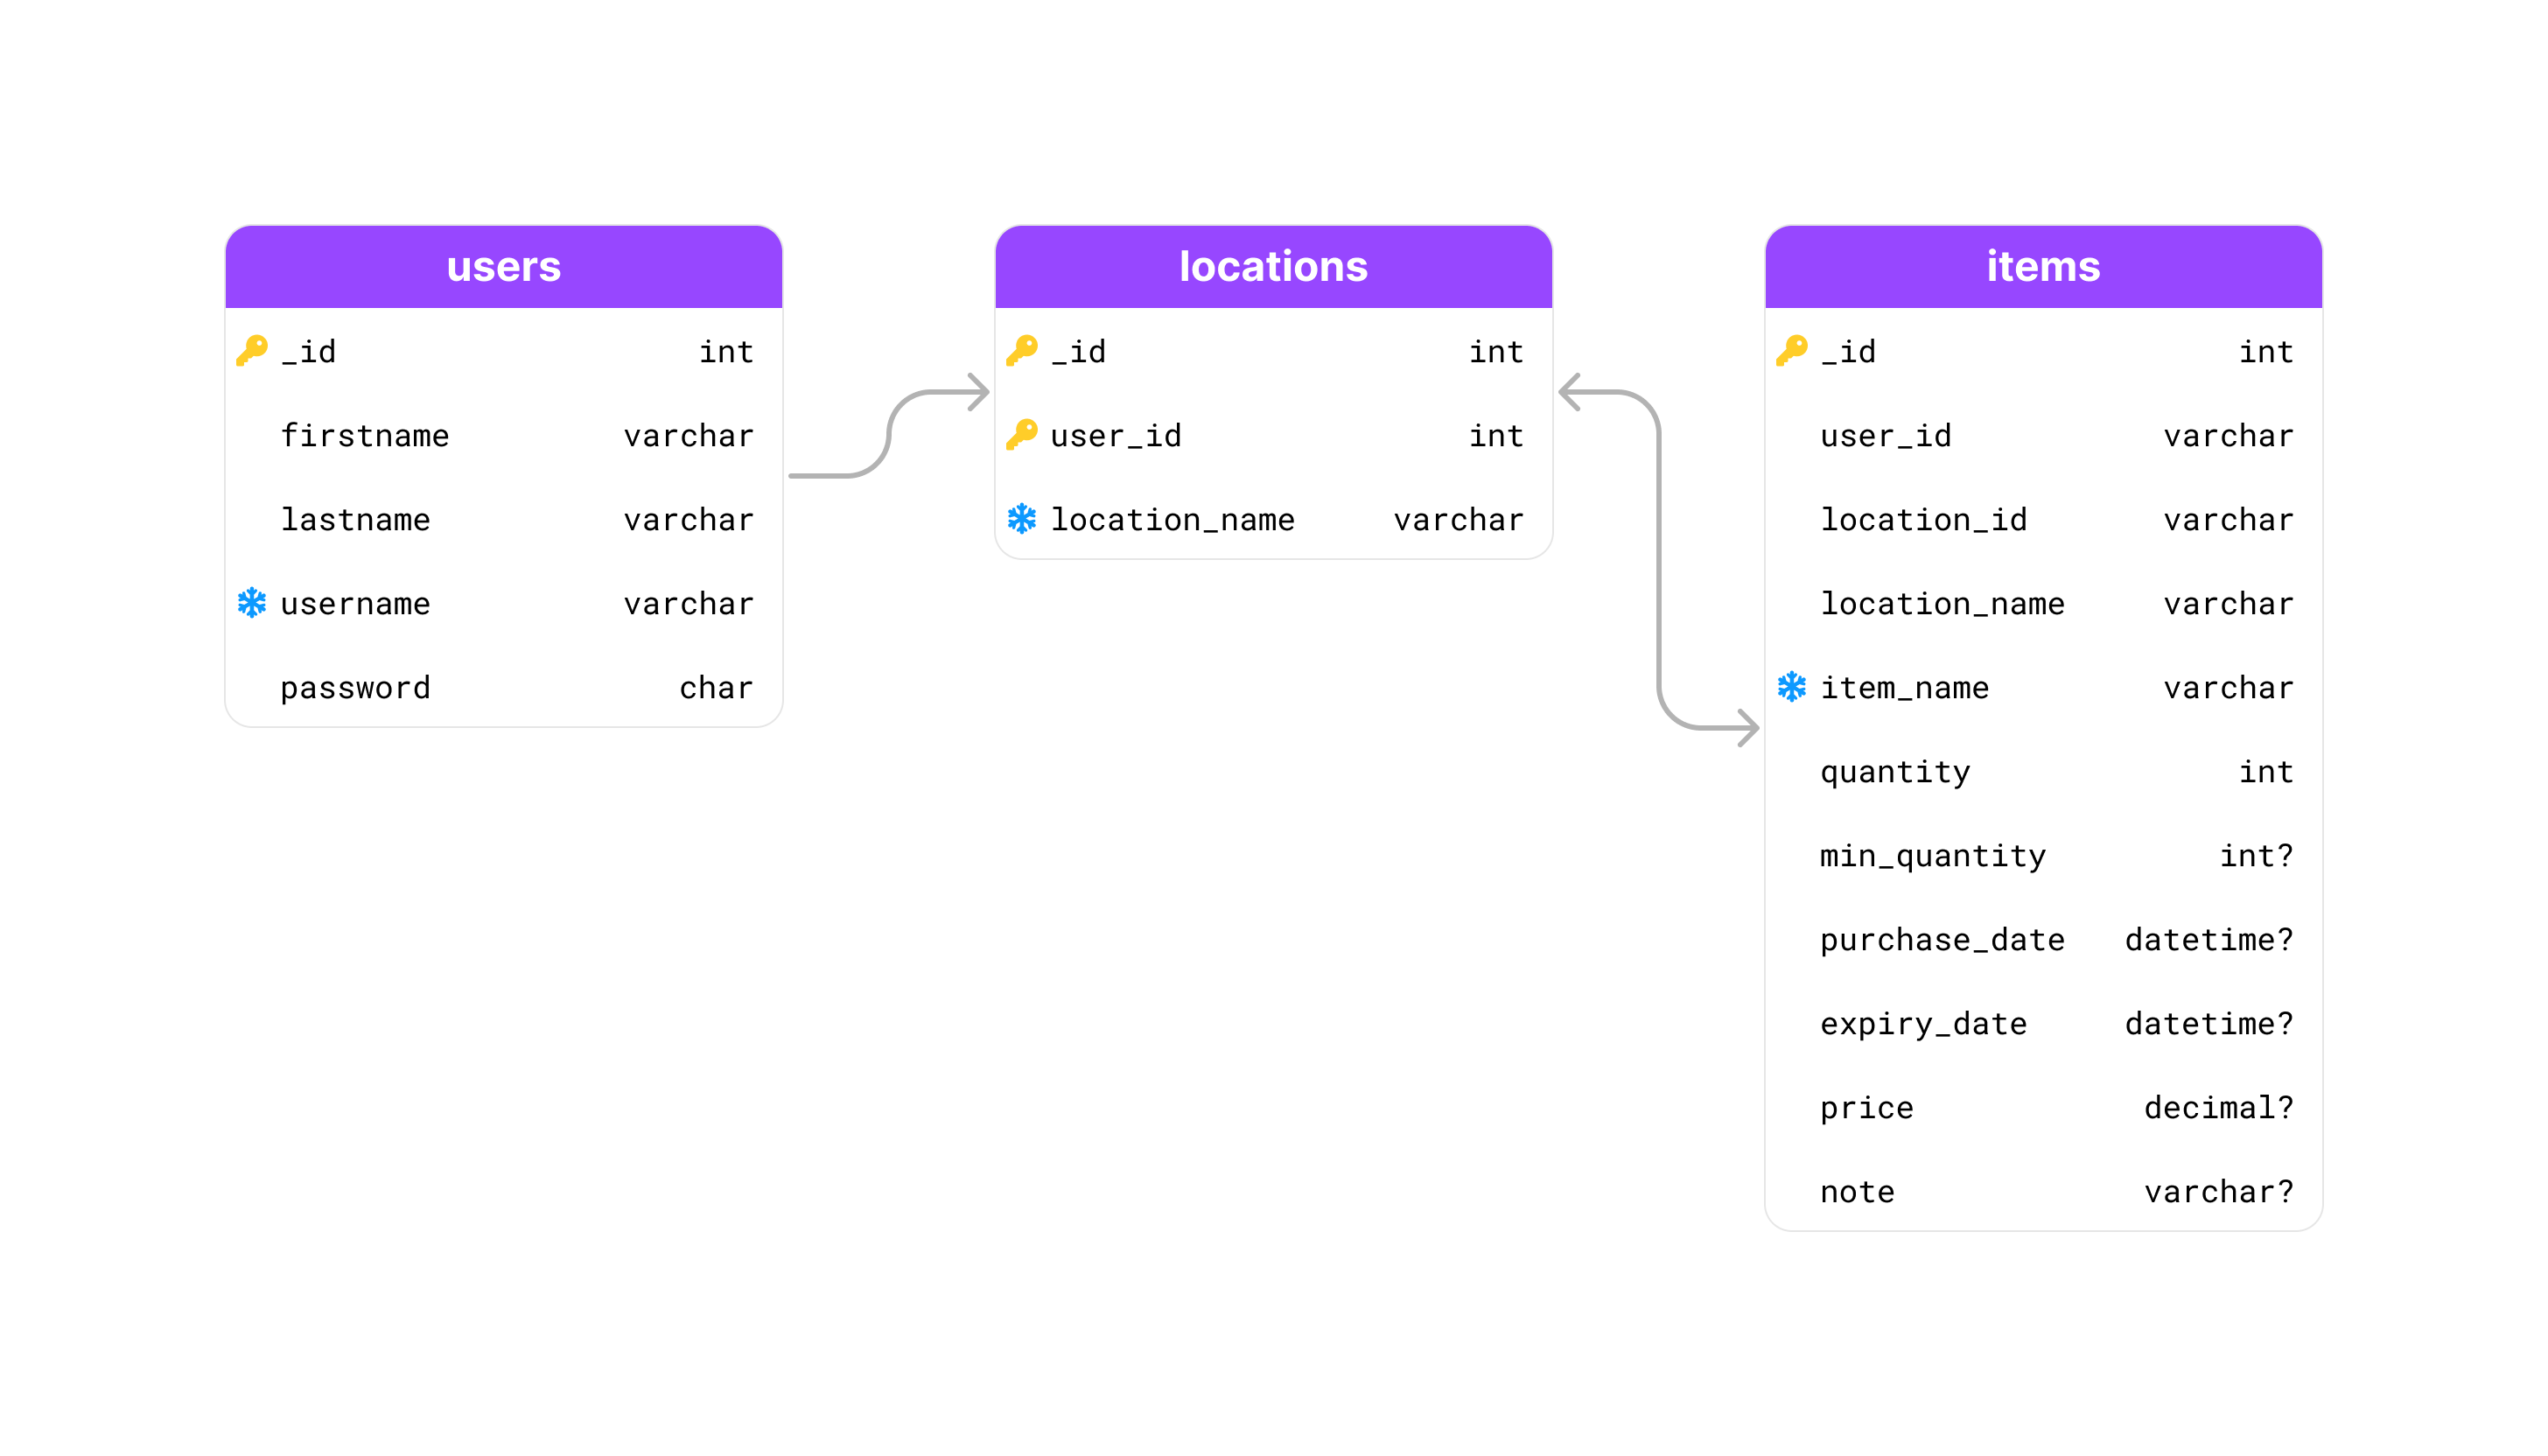 users
_id int
firstname varchar
lastname varchar
username varchar
password char
locations
_id int
user_id int
location_name varchar
items
_id int
user_id varchar
location_id varchar
location_name varchar
item_name varchar
quantity int
min_quantity int?
purchase_date datetime?
expiry_date datetime?
price decimal?
note varchar?